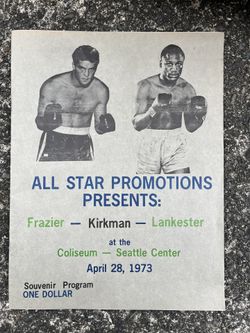 ALL STAR PROMOTIONS
PRESENTS:
Frazier — Kirkman — Lankester
at the
Coliseum — Seattle Center
April 28, 1973
Souvenir Program
ONE DOLLAR